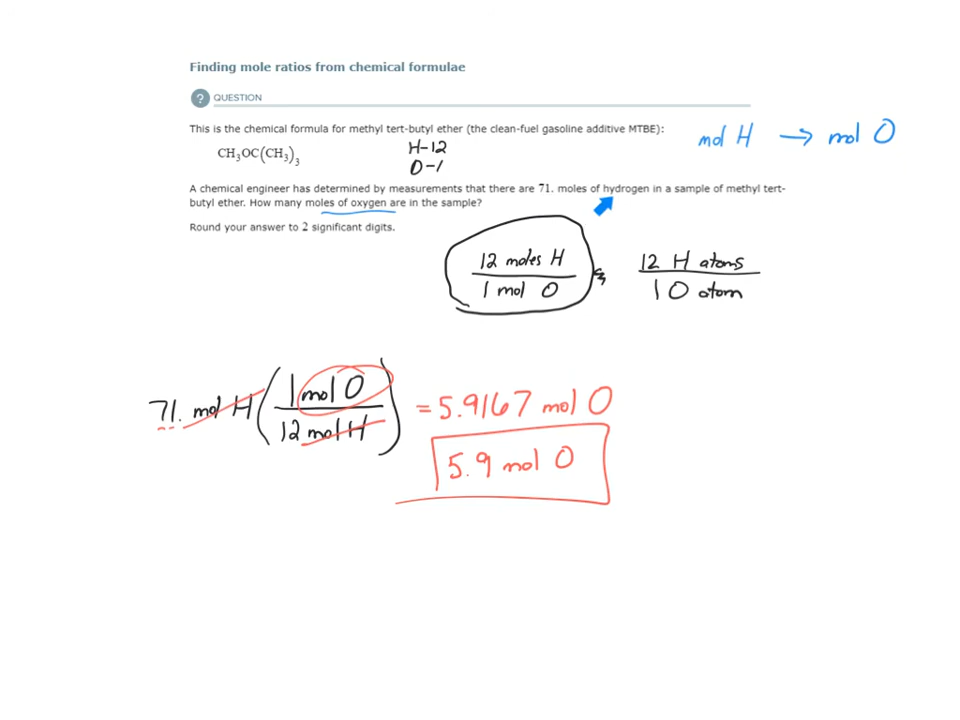 Finding mole ratios from chemical formulae
? QUESTION
This is the chemical formula for methyl tert-butyl ether (the clean-fuel gasoline additive MTBE):
mol H → mol O
CH₃OC(CH₃)₃
H-12
O-1
A chemical engineer has determined by measurements that there are 71. moles of hydrogen in a sample of methyl tert-
butyl ether. How many moles of oxygen are in the sample?
Round your answer to 2 significant digits.
12 moles H
1 mol O
12 H atoms
1 O atom
71. mol H (1 mol O / 12 mol H) = 5.9167 mol O
5.9 mol O